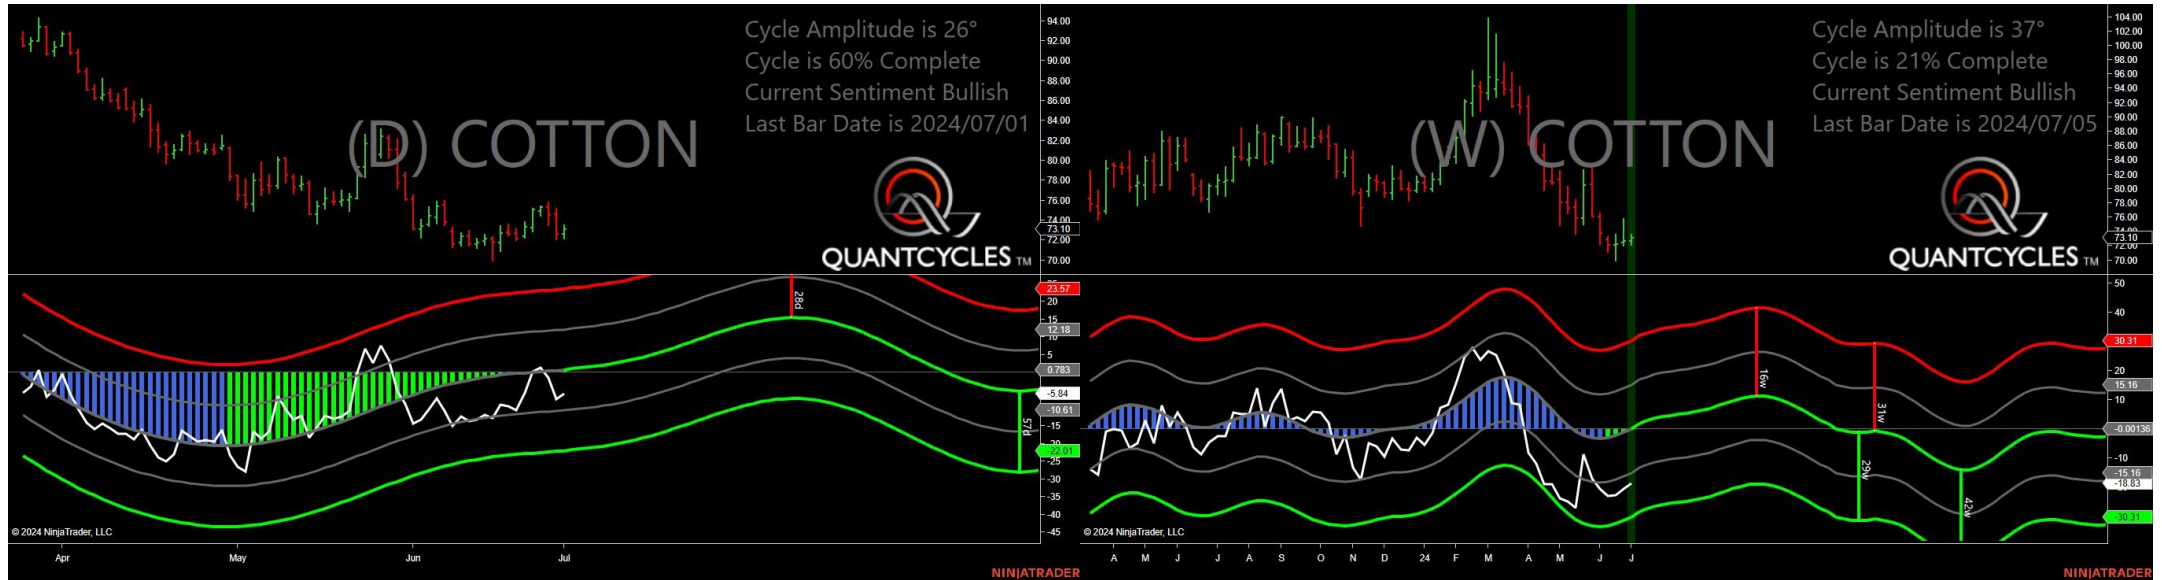 Cycle Amplitude is 26°
Cycle is 60% Complete
Current Sentiment Bullish
Last Bar Date is 2024/07/01
(D) COTTON
QUANTCYCLES TM
94.00
92.00
90.00
88.00
86.00
84.00
82.00
80.00
78.00
76.00
74.00
73.10
72.00
70.00
28d
57d
23.57
20
15
12.18
5
0.783
-5.84
-10.61
-15
-20
-22.01
-25
-30
-35
-40
-45
© 2024 NinjaTrader, LLC
Apr
May
Jun
Jul
NINJATRADER
Cycle Amplitude is 37°
Cycle is 21% Complete
Current Sentiment Bullish
Last Bar Date is 2024/07/05
(W) COTTON
QUANTCYCLES TM
104.00
102.00
100.00
98.00
96.00
94.00
92.00
90.00
88.00
86.00
84.00
82.00
80.00
78.00
76.00
74.00
73.10
72.00
70.00
16w
31w
29w
42w
50
40
30.31
20
15.16
10
-0.00136
-10
-15.16
-18.83
-30.31
© 2024 NinjaTrader, LLC
A M J J A S O N D 24 F M A M J J
NINJATRADER